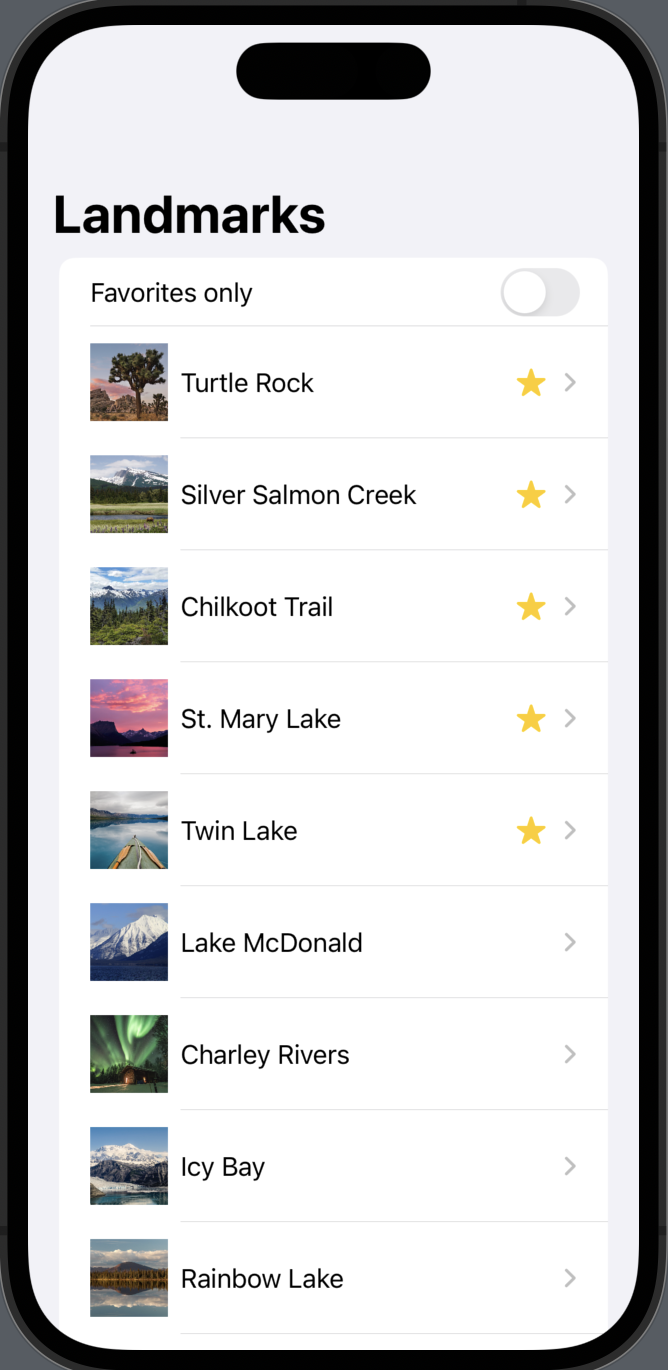 Landmarks
Favorites only
Turtle Rock
Silver Salmon Creek
Chilkoot Trail
St. Mary Lake
Twin Lake
Lake McDonald
Charley Rivers
Icy Bay
Rainbow Lake